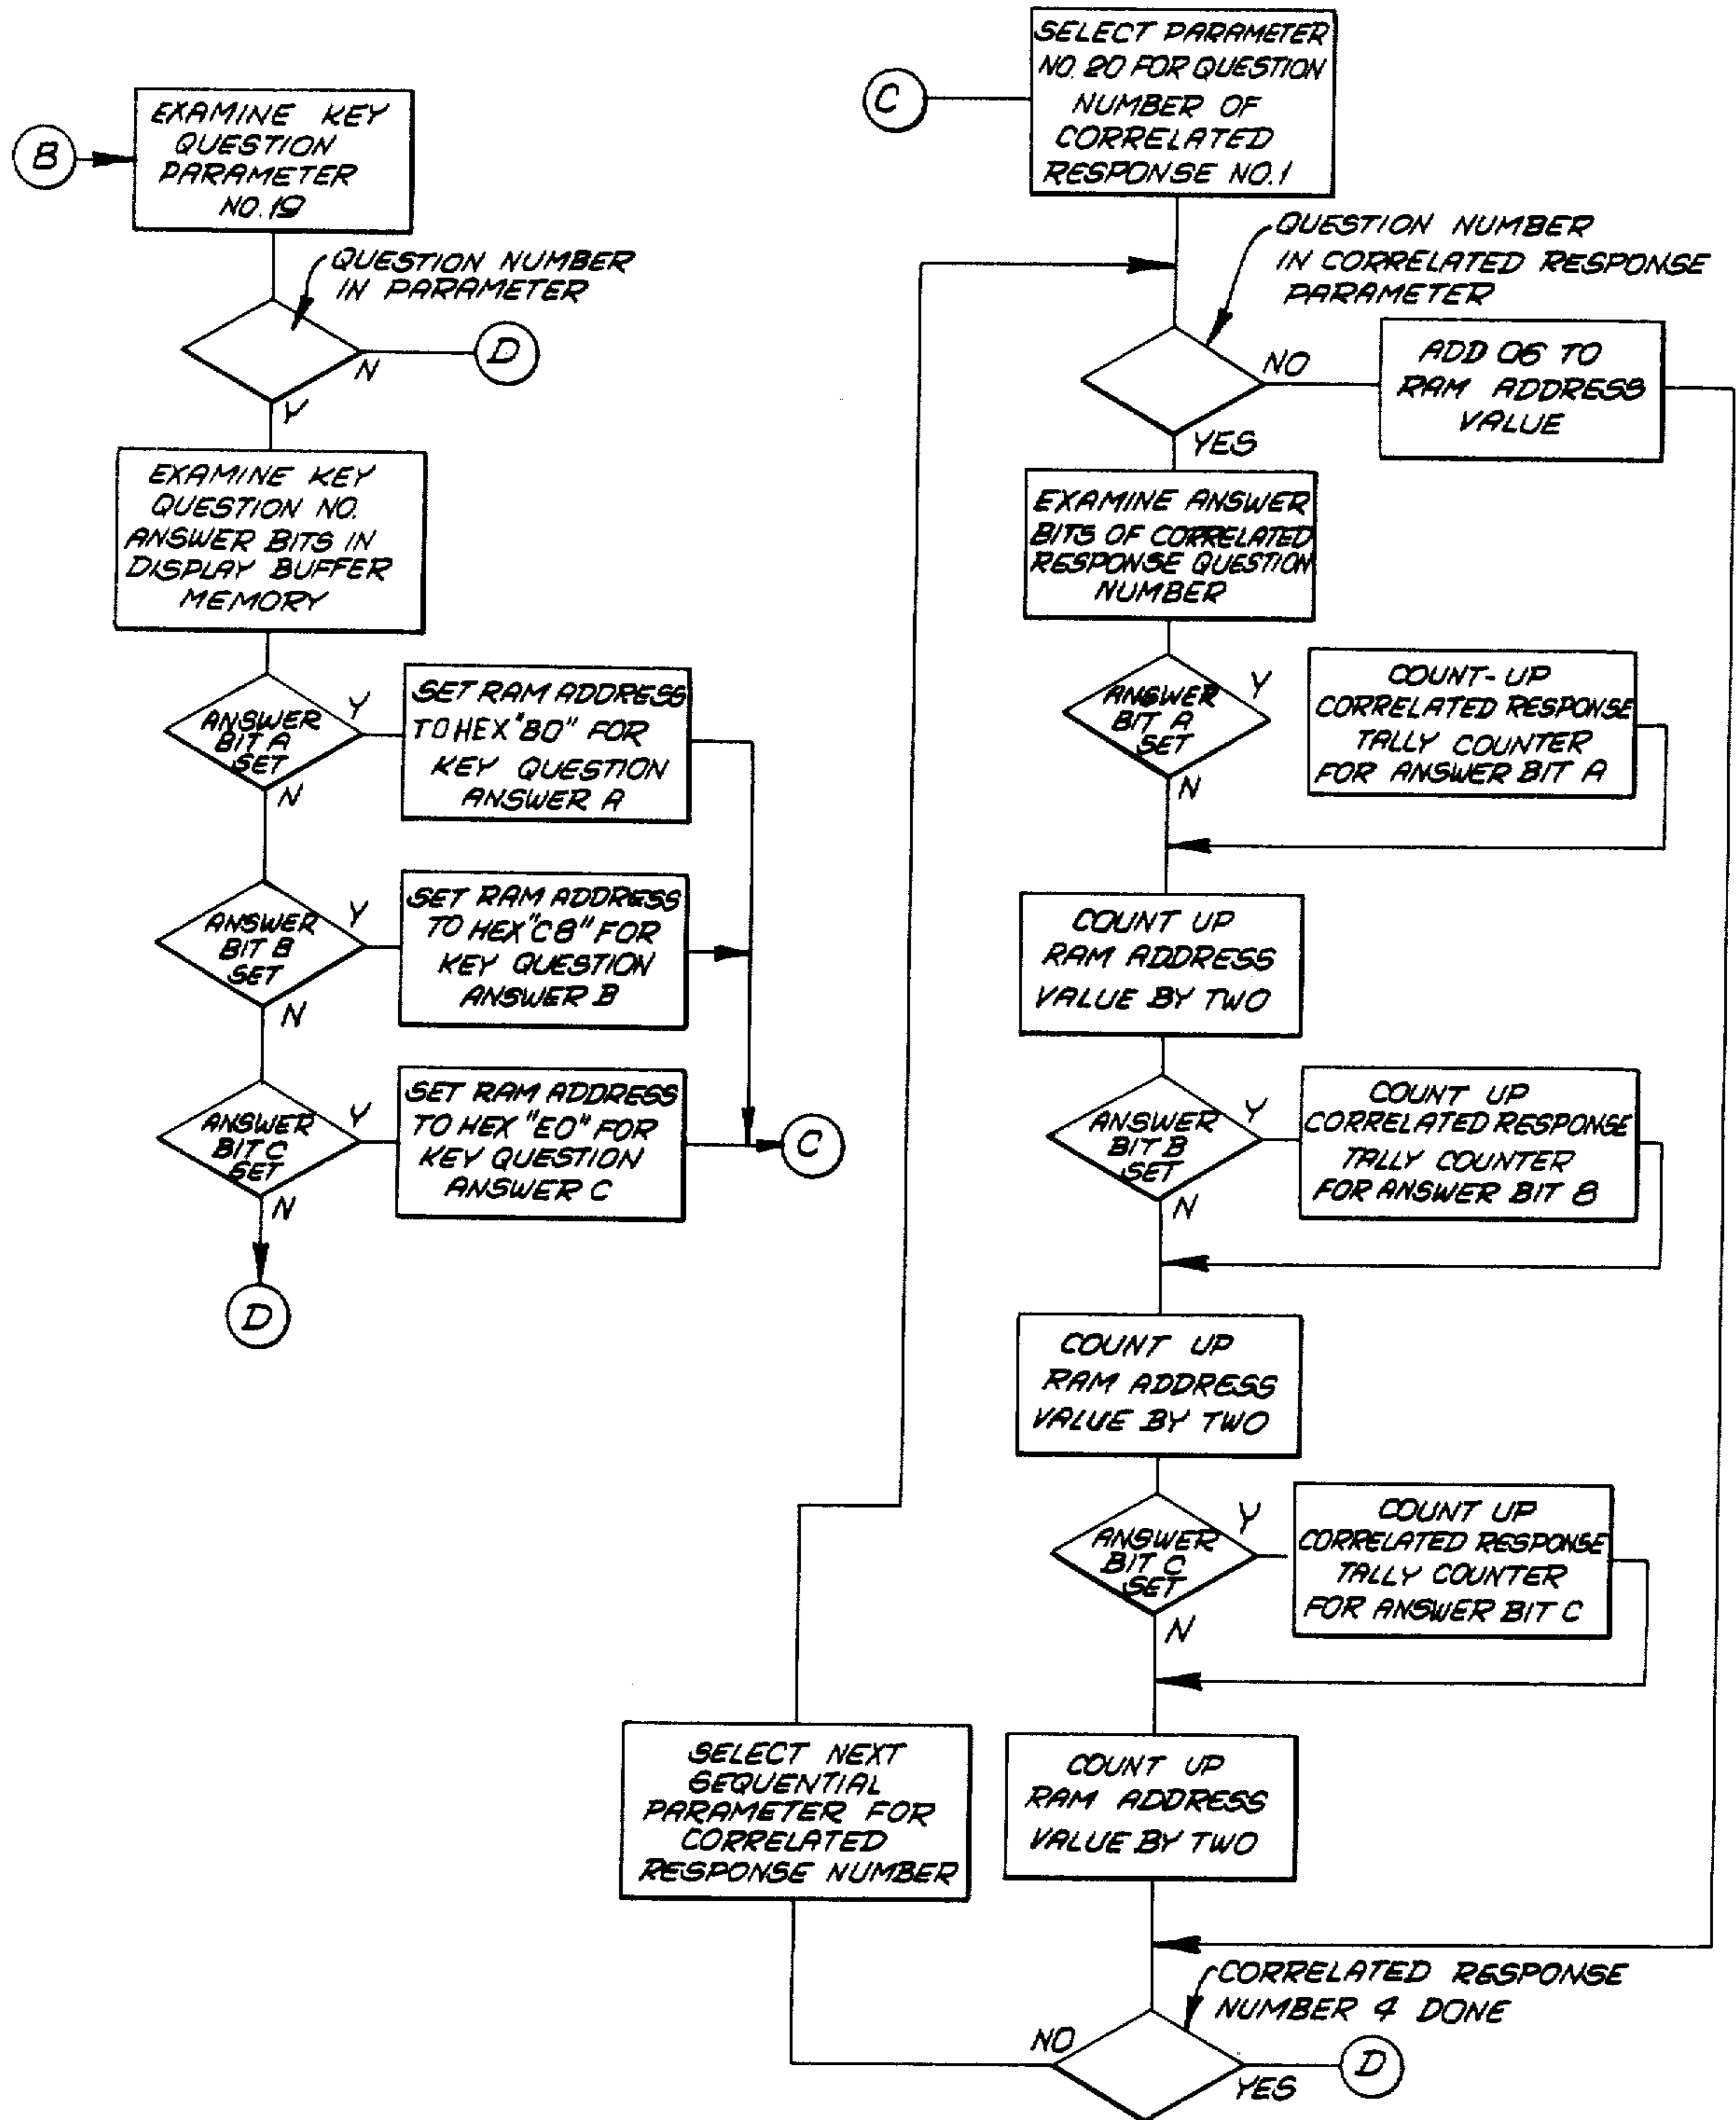 B
EXAMINE KEY
QUESTION
PARAMETER
NO. 19
QUESTION NUMBER
IN PARAMETER
N
D
Y
EXAMINE KEY
QUESTION NO.
ANSWER BITS IN
DISPLAY BUFFER
MEMORY
ANSWER
BIT A
SET
Y
N
SET RAM ADDRESS
TO HEX "B0" FOR
KEY QUESTION
ANSWER A
ANSWER
BIT B
SET
Y
N
SET RAM ADDRESS
TO HEX "C8" FOR
KEY QUESTION
ANSWER B
ANSWER
BIT C
SET
Y
N
SET RAM ADDRESS
TO HEX "E0" FOR
KEY QUESTION
ANSWER C
C
D
C
SELECT PARAMETER
NO. 20 FOR QUESTION
NUMBER OF
CORRELATED
RESPONSE NO. 1
QUESTION NUMBER
IN CORRELATED RESPONSE
PARAMETER
NO
YES
ADD 06 TO
RAM ADDRESS
VALUE
EXAMINE ANSWER
BITS OF CORRELATED
RESPONSE QUESTION
NUMBER
ANSWER
BIT A
SET
Y
N
COUNT-UP
CORRELATED RESPONSE
TALLY COUNTER
FOR ANSWER BIT A
COUNT UP
RAM ADDRESS
VALUE BY TWO
ANSWER
BIT B
SET
Y
N
COUNT UP
CORRELATED RESPONSE
TALLY COUNTER
FOR ANSWER BIT B
COUNT UP
RAM ADDRESS
VALUE BY TWO
ANSWER
BIT C
SET
Y
N
COUNT UP
CORRELATED RESPONSE
TALLY COUNTER
FOR ANSWER BIT C
COUNT UP
RAM ADDRESS
VALUE BY TWO
SELECT NEXT
SEQUENTIAL
PARAMETER FOR
CORRELATED
RESPONSE NUMBER
CORRELATED RESPONSE
NUMBER 4 DONE
NO
YES
D